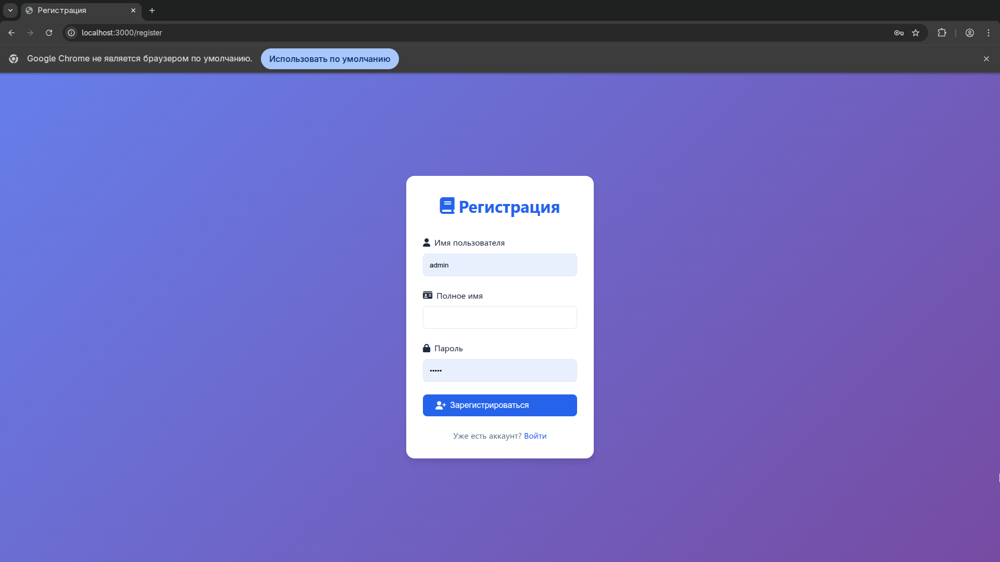 Регистрация
localhost:3000/register
Google Chrome не является браузером по умолчанию. Использовать по умолчанию
Регистрация
Имя пользователя
admin
Полное имя
Пароль
•••••
Зарегистрироваться
Уже есть аккаунт? Войти